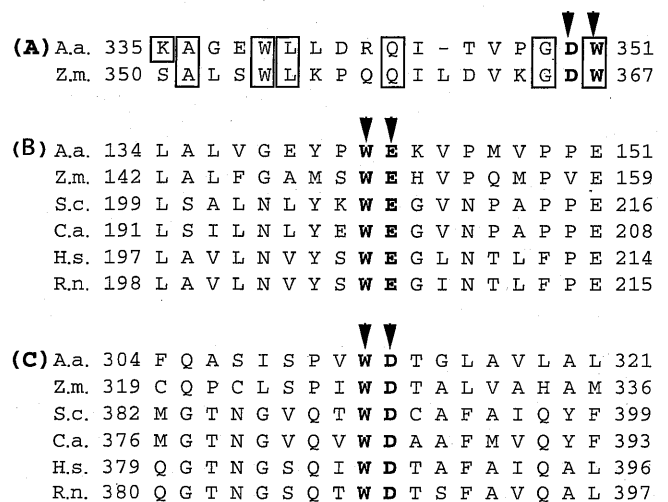 (A) A.a. 335 K A G E W L L D R Q I - T V P G D W 351
Z.m. 350 S A L S W L K P Q Q I L D V K G D W 367
(B) A.a. 134 L A L V G E Y P W E K V P M V P P E 151
Z.m. 142 L A L F G A M S W E H V P Q M P V E 159
S.c. 199 L S A L N L Y K W E G V N P A P P E 216
C.a. 191 L S I L N L Y E W E G V N P A P P E 208
H.s. 197 L A V L N V Y S W E G L N T L F P E 214
R.n. 198 L A V L N V Y S W E G I N T L F P E 215
(C) A.a. 304 F Q A S I S P V W D T G L A V L A L 321
Z.m. 319 C Q P C L S P I W D T A L V A H A M 336
S.c. 382 M G T N G V Q T W D C A F A I Q Y F 399
C.a. 376 M G T N G V Q V W D A A F M V Q Y F 393
H.s. 379 Q G T N G S Q I W D T A F A I Q A L 396
R.n. 380 Q G T N G S Q T W D T S F A V Q A L 397